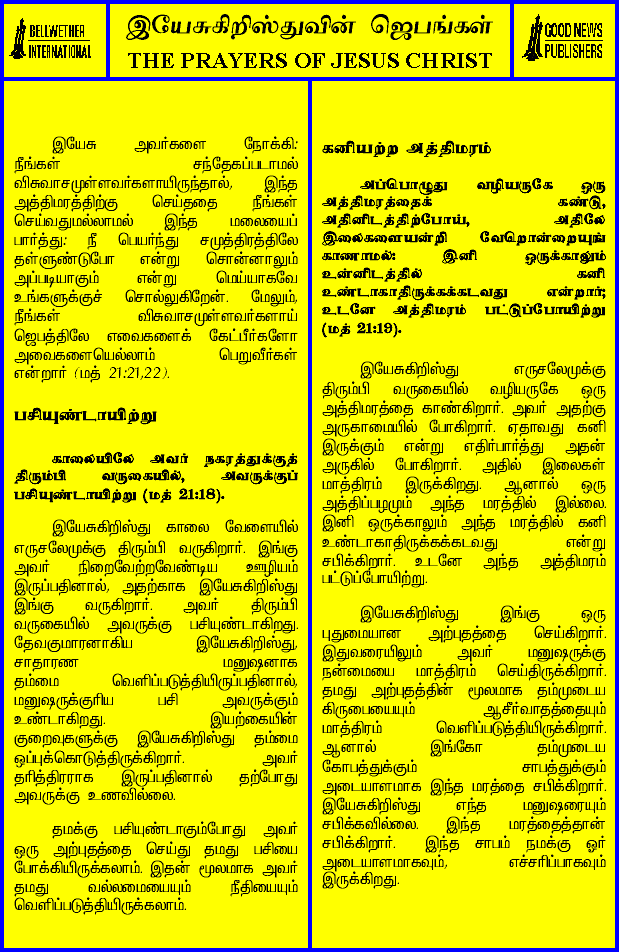 BELLWETHER
INTERNATIONAL
இயேசுகிறிஸ்துவின் ஜெபங்கள்
THE PRAYERS OF JESUS CHRIST
GOOD NEWS
PUBLISHERS
இயேசு அவர்களை நோக்கி:
நீங்கள் சந்தேகப்படாமல்
விசுவாசமுள்ளவர்களாயிருந்தால், இந்த
அத்திமரத்திற்கு செய்ததை நீங்கள்
செய்வதுமல்லாமல் இந்த மலையைப்
பார்த்து: நீ பெயர்ந்து சமுத்திரத்திலே
தள்ளுண்டுபோ என்று சொன்னாலும்
அப்படியாகும் என்று மெய்யாகவே
உங்களுக்குச் சொல்லுகிறேன். மேலும்,
நீங்கள் விசுவாசமுள்ளவர்களாய்
ஜெபத்திலே எவைகளைக் கேட்பீர்களோ
அவைகளையெல்லாம் பெறுவீர்கள்
என்றார் (மத் 21:21,22).
பசியுண்டாயிற்று
காலையிலே அவர் நகரத்துக்குத்
திரும்பி வருகையில், அவருக்குப்
பசியுண்டாயிற்று (மத் 21:18).
இயேசுகிறிஸ்து காலை வேளையில்
எருசலேமுக்கு திரும்பி வருகிறார். இங்கு
அவர் நிறைவேற்றவேண்டிய ஊழியம்
இருப்பதினால், அதற்காக இயேசுகிறிஸ்து
இங்கு வருகிறார். அவர் திரும்பி
வருகையில் அவருக்கு பசியுண்டாகிறது.
தேவகுமாரனாகிய இயேசுகிறிஸ்து,
சாதாரண மனுஷனாக
தம்மை வெளிப்படுத்தியிருப்பதினால்,
மனுஷருக்குரிய பசி அவருக்கும்
உண்டாகிறது. இயற்கையின்
குறைவுகளுக்கு இயேசுகிறிஸ்து தம்மை
ஒப்புக்கொடுத்திருக்கிறார். அவர்
தரித்திரராக இருப்பதினால் தற்போது
அவருக்கு உணவில்லை.
தமக்கு பசியுண்டாகும்போது அவர்
ஒரு அற்புதத்தை செய்து தமது பசியை
போக்கியிருக்கலாம். இதன் மூலமாக அவர்
தமது வல்லமையையும் நீதியையும்
வெளிப்படுத்தியிருக்கலாம்.
கனியற்ற அத்திமரம்
அப்பொழுது வழியருகே ஒரு
அத்திமரத்தைக் கண்டு,
அதினிடத்திற்போய், அதிலே
இலைகளையன்றி வேறொன்றையுங்
காணாமல்: இனி ஒருக்காலும்
உன்னிடத்தில் கனி
உண்டாகாதிருக்கக்கடவது என்றார்;
உடனே அத்திமரம் பட்டுப்போயிற்று
(மத் 21:19).
இயேசுகிறிஸ்து எருசலேமுக்கு
திரும்பி வருகையில் வழியருகே ஒரு
அத்திமரத்தை காண்கிறார். அவர் அதற்கு
அருகாமையில் போகிறார். ஏதாவது கனி
இருக்கும் என்று எதிர்பார்த்து அதன்
அருகில் போகிறார். அதில் இலைகள்
மாத்திரம் இருக்கிறது. ஆனால் ஒரு
அத்திப்பழமும் அந்த மரத்தில் இல்லை.
இனி ஒருக்காலும் அந்த மரத்தில் கனி
உண்டாகாதிருக்கக்கடவது என்று
சபிக்கிறார். உடனே அந்த அத்திமரம்
பட்டுப்போயிற்று.
இயேசுகிறிஸ்து இங்கு ஒரு
புதுமையான அற்புதத்தை செய்கிறார்.
இதுவரையிலும் அவர் மனுஷருக்கு
நன்மையை மாத்திரம் செய்திருக்கிறார்.
தமது அற்புதத்தின் மூலமாக தம்முடைய
கிருபையையும் ஆசீர்வாதத்தையும்
மாத்திரம் வெளிப்படுத்தியிருக்கிறார்.
ஆனால் இங்கோ தம்முடைய
கோபத்துக்கும் சாபத்துக்கும்
அடையாளமாக இந்த மரத்தை சபிக்கிறார்.
இயேசுகிறிஸ்து எந்த மனுஷரையும்
சபிக்கவில்லை. இந்த மரத்தைத்தான்
சபிக்கிறார். இந்த சாபம் நமக்கு ஓர்
அடையாளமாகவும், எச்சரிப்பாகவும்
இருக்கிறது.